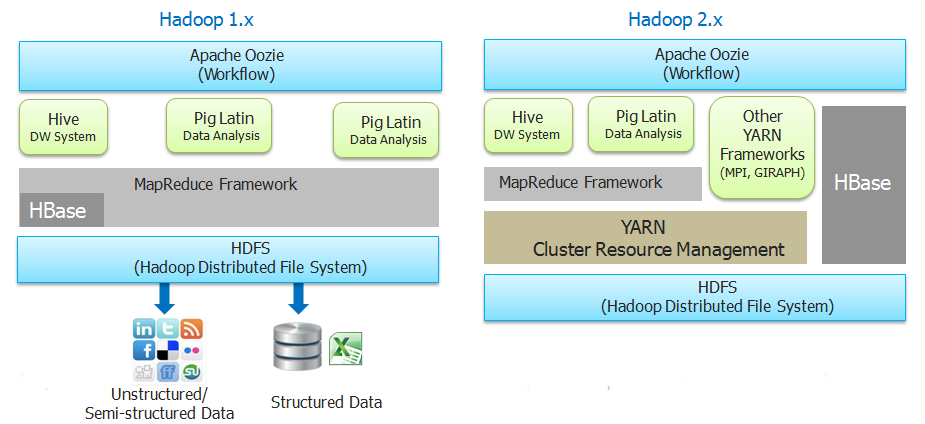 Hadoop 1.x
Apache Oozie
(Workflow)
Hive
DW System
Pig Latin
Data Analysis
Pig Latin
Data Analysis
MapReduce Framework
HBase
HDFS
(Hadoop Distributed File System)
in
t
f
ff
X
Unstructured/
Semi-structured Data
Structured Data
Hadoop 2.x
Apache Oozie
(Workflow)
Hive
DW System
Pig Latin
Data Analysis
Other
YARN
Frameworks
(MPI, GIRAPH)
HBase
MapReduce Framework
YARN
Cluster Resource Management
HDFS
(Hadoop Distributed File System)